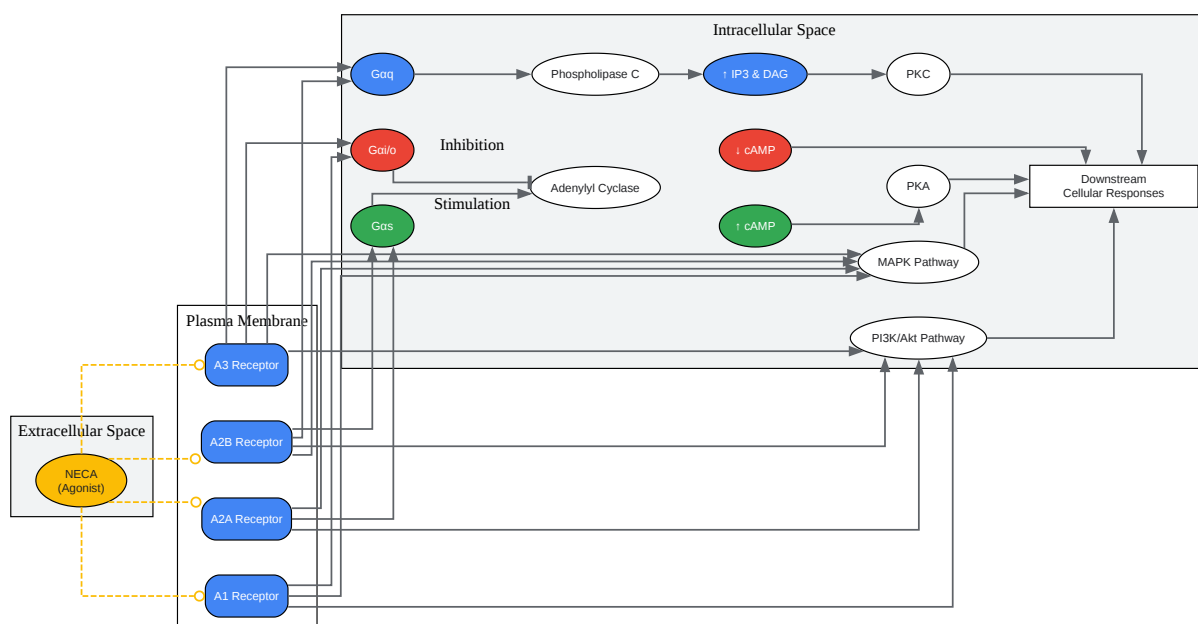 Intracellular Space
Gαq
Phospholipase C
↑ IP3 & DAG
PKC
Gαi/o
Inhibition
↓ cAMP
Adenylyl Cyclase
PKA
Downstream
Cellular Responses
Stimulation
Gαs
↑ cAMP
MAPK Pathway
Plasma Membrane
PI3K/Akt Pathway
A3 Receptor
Extracellular Space
A2B Receptor
NECA
(Agonist)
A2A Receptor
A1 Receptor